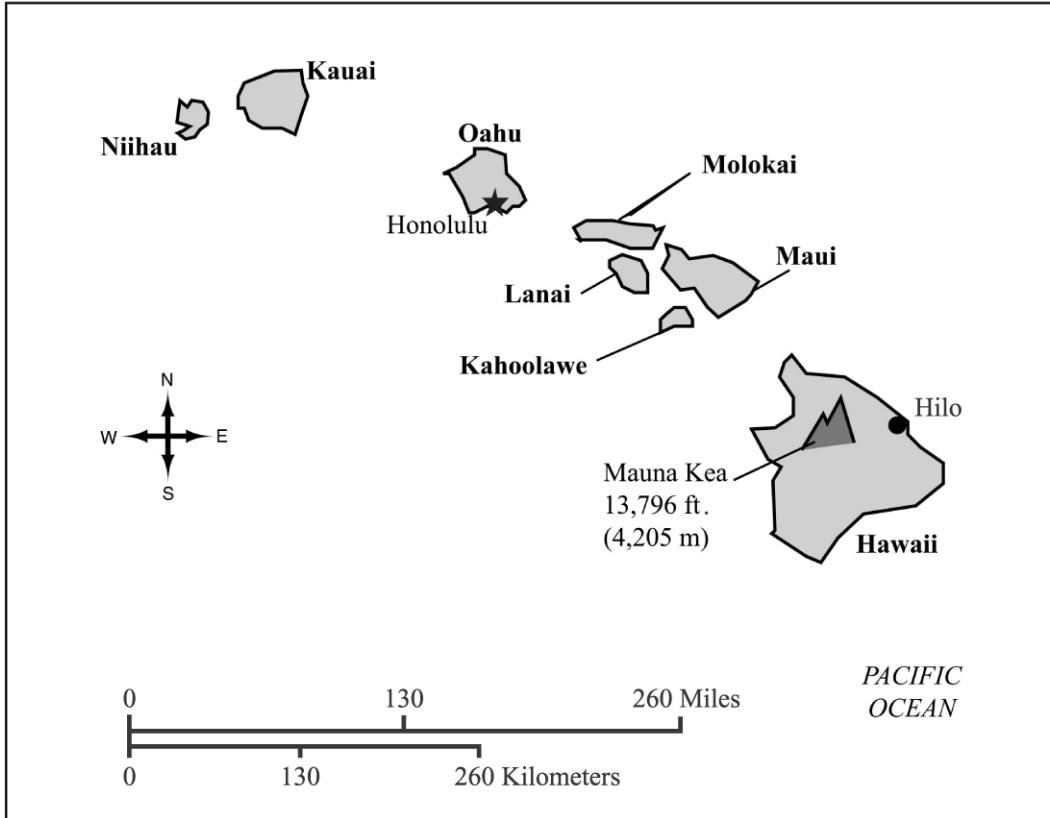 Kauai
Niihau
Oahu
Honolulu
Molokai
Maui
Lanai
Kahoolawe
N
W E
S
Hilo
Mauna Kea
13,796 ft.
(4,205 m)
Hawaii
PACIFIC
OCEAN
0 130 260 Miles
0 130 260 Kilometers